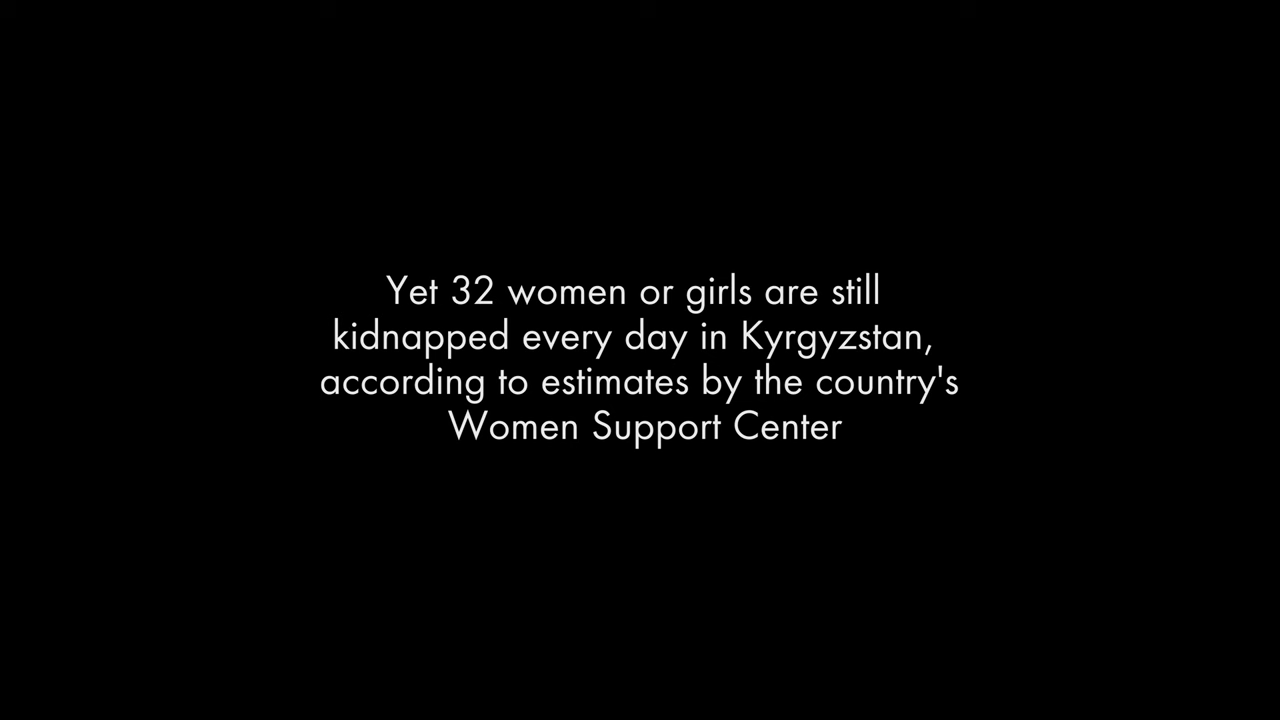 Yet 32 women or girls are still
kidnapped every day in Kyrgyzstan,
according to estimates by the country's
Women Support Center